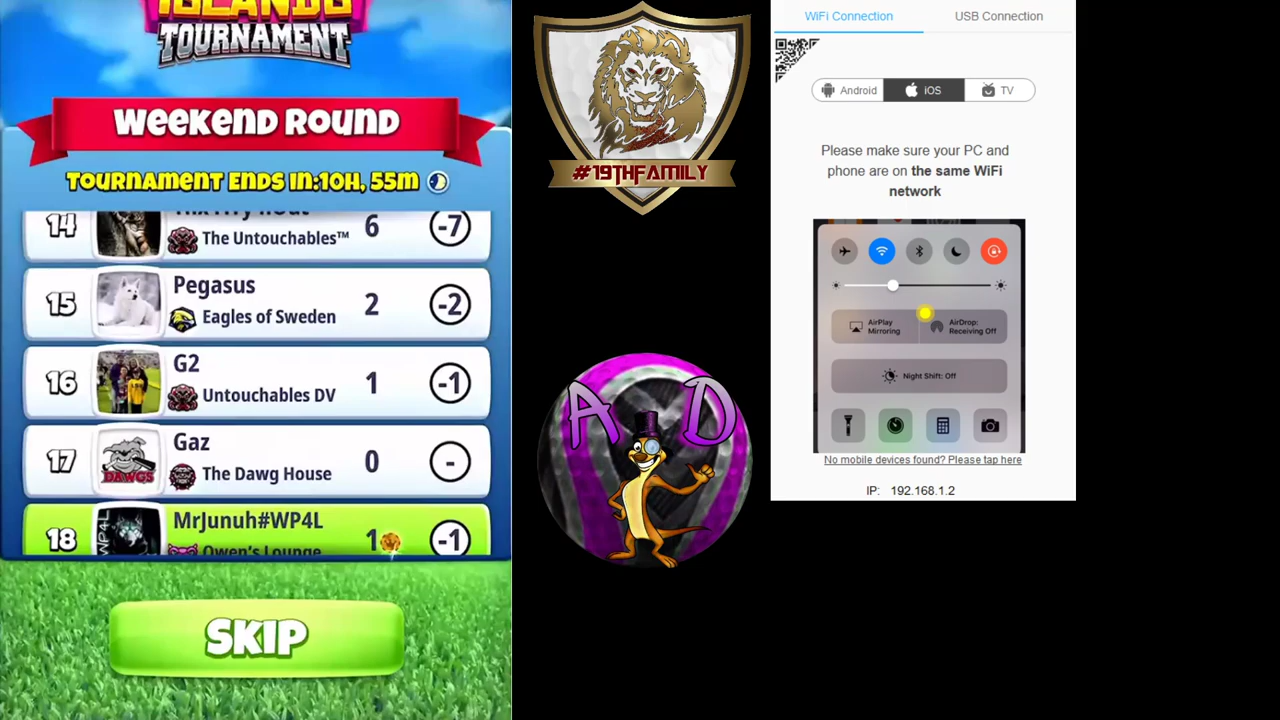 ISLANDS
TOURNAMENT
WEEKEND ROUND
TOURNAMENT ENDS IN:10H, 55M
14
The Untouchables™
6
-7
15
Pegasus
Eagles of Sweden
2
-2
16
G2
Untouchables DV
1
-1
17
Gaz
DAWGS
The Dawg House
0
-
18
WP4L
MrJunuh#WP4L
Owen's Lounge
1
-1
SKIP
#19THFAMILY
A D
WiFi Connection
USB Connection
Android
iOS
TV
Please make sure your PC and
phone are on the same WiFi
network
AirPlay
Mirroring
AirDrop:
Receiving Off
Night Shift: Off
No mobile devices found? Please tap here
IP: 192.168.1.2